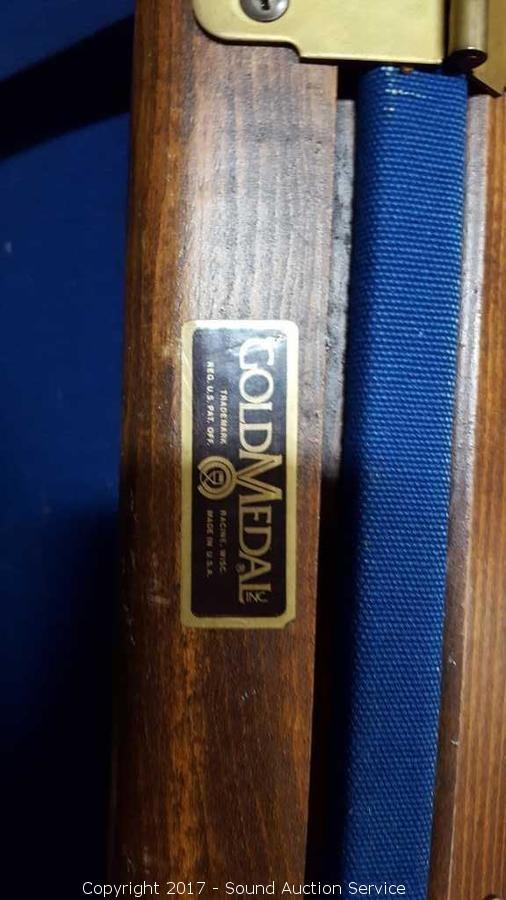 GOLD MEDAL® INC
TRADEMARK
REG. U.S. PAT. OFF.
RACINE, WISC.
MADE IN U.S.A.
Copyright 2017 - Sound Auction Service